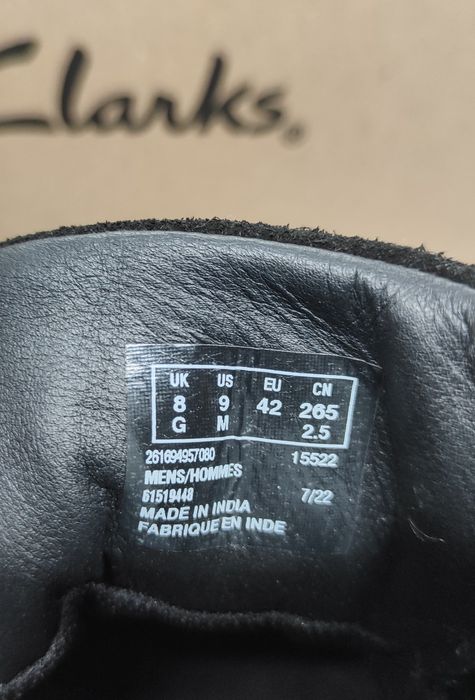 Clarks®
UK US EU CN
8 9 42 265
G M 2.5
261694957080 15522
MENS/HOMMES
61519448 7/22
MADE IN INDIA
FABRIQUE EN INDE